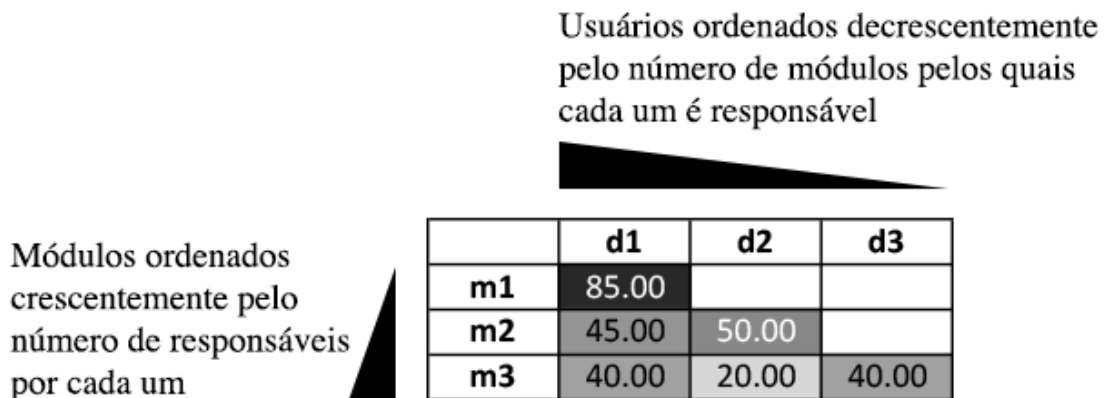 Usuários ordenados decrescentemente
pelo número de módulos pelos quais
cada um é responsável
Módulos ordenados
crescentemente pelo
número de responsáveis
por cada um
d1 d2 d3
m1 85.00
m2 45.00 50.00
m3 40.00 20.00 40.00